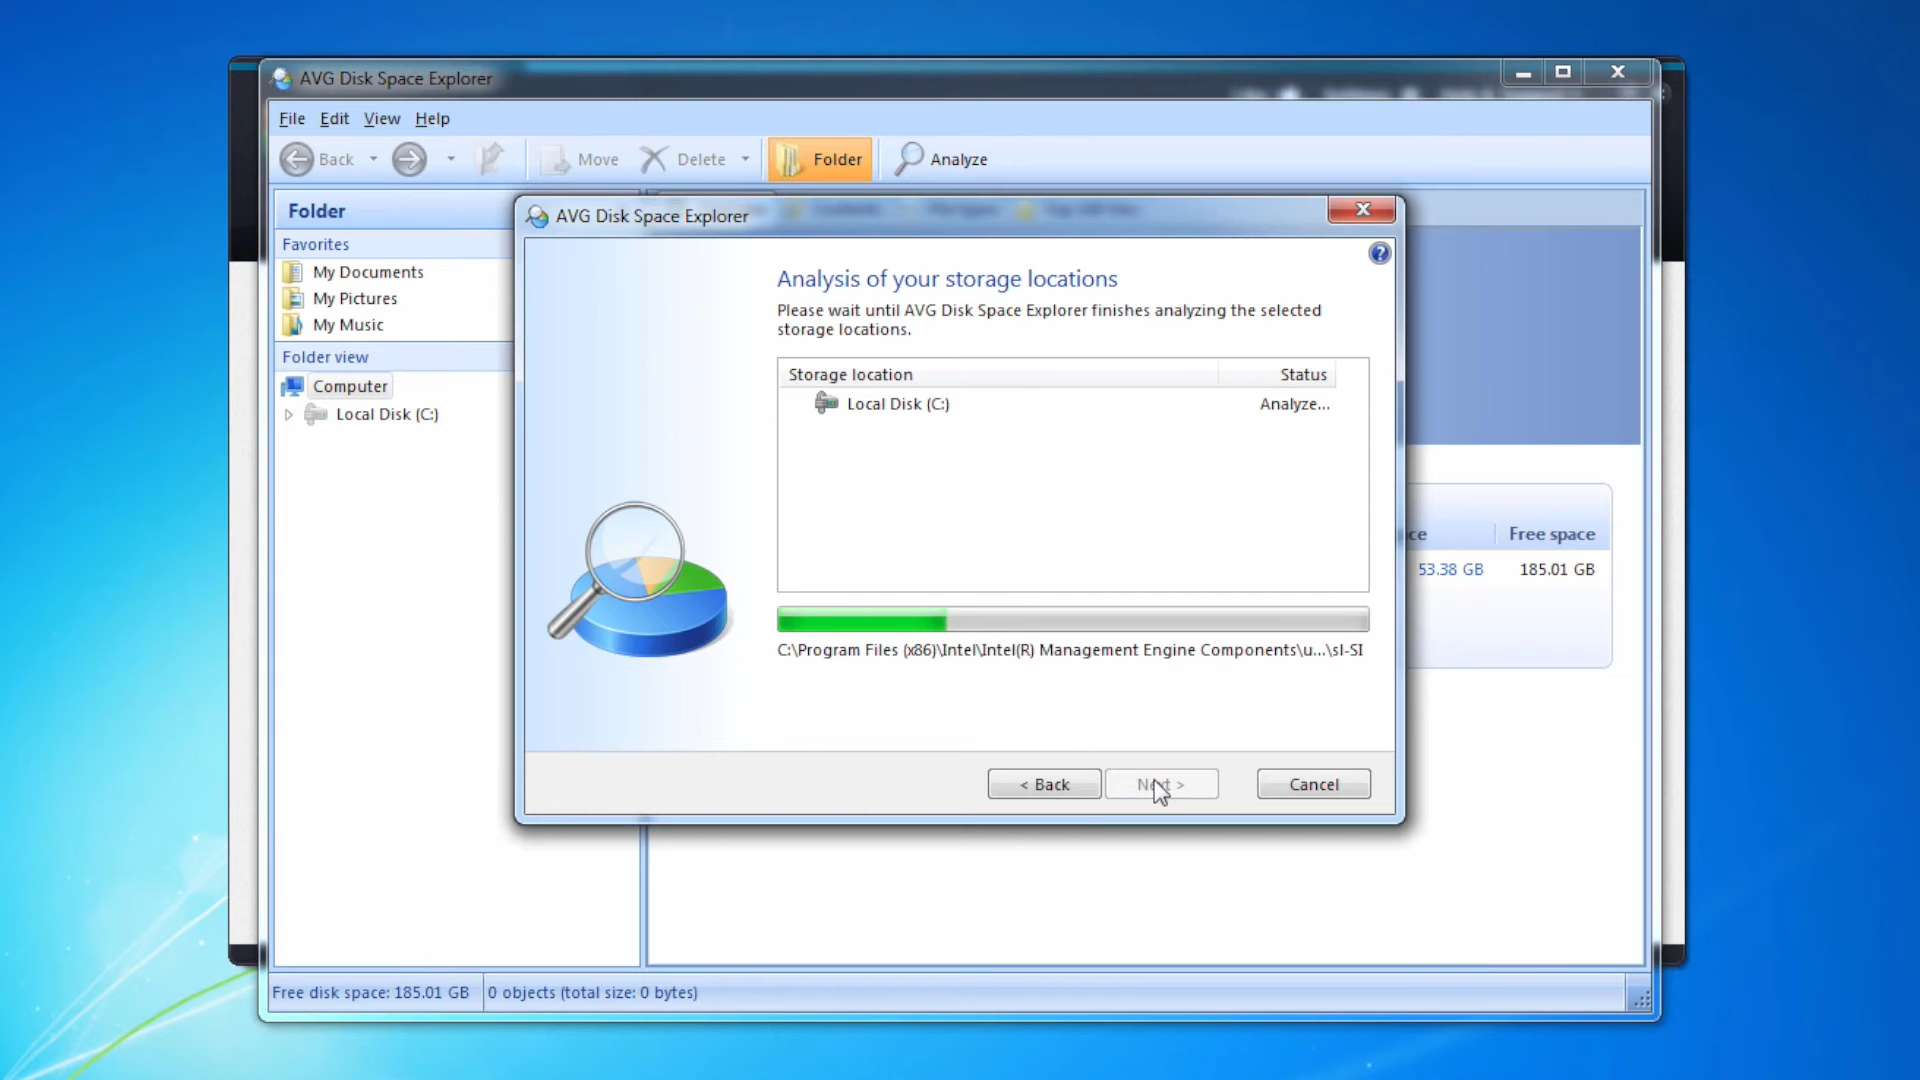 AVG Disk Space Explorer
File Edit View Help
Back Move Delete Folder Analyze
Folder
Favorites
My Documents
My Pictures
My Music
Folder view
Computer
Local Disk (C:)
AVG Disk Space Explorer
Analysis of your storage locations
Please wait until AVG Disk Space Explorer finishes analyzing the selected
storage locations.
Storage location Status
Local Disk (C:) Analyze...
C:\Program Files (x86)\Intel\Intel(R) Management Engine Components\u...\sl-SI
< Back Next > Cancel
ce Free space
53.38 GB 185.01 GB
Free disk space: 185.01 GB 0 objects (total size: 0 bytes)